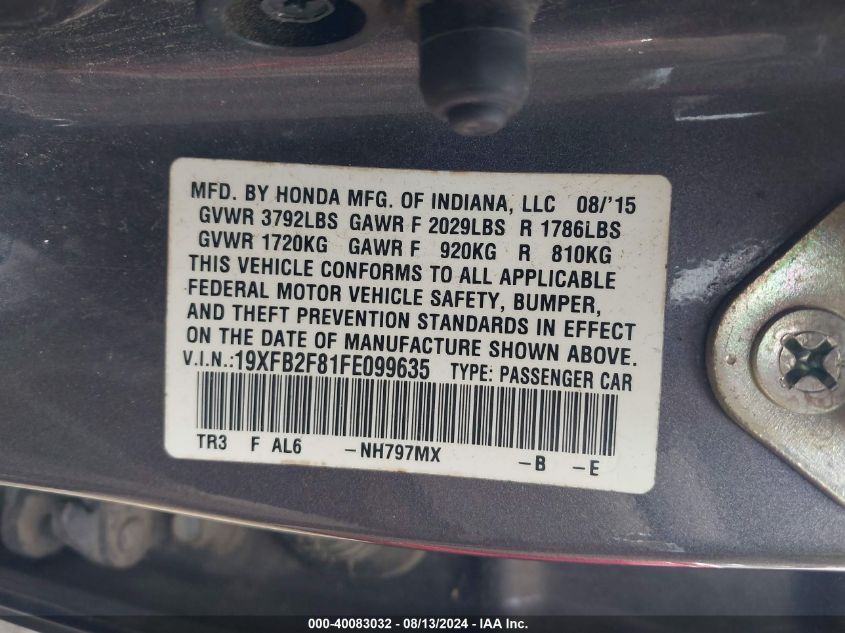 MFD. BY HONDA MFG. OF INDIANA, LLC 08/'15
GVWR 3792LBS GAWR F 2029LBS R 1786LBS
GVWR 1720KG GAWR F 920KG R 810KG
THIS VEHICLE CONFORMS TO ALL APPLICABLE
FEDERAL MOTOR VEHICLE SAFETY, BUMPER,
AND THEFT PREVENTION STANDARDS IN EFFECT
ON THE DATE OF MANUFACTURE SHOWN ABOVE.
V.I.N.:19XFB2F81FE099635 TYPE: PASSENGER CAR
TR3 F AL6 -NH797MX -B -E
000-40083032 - 08/13/2024 - IAA Inc.